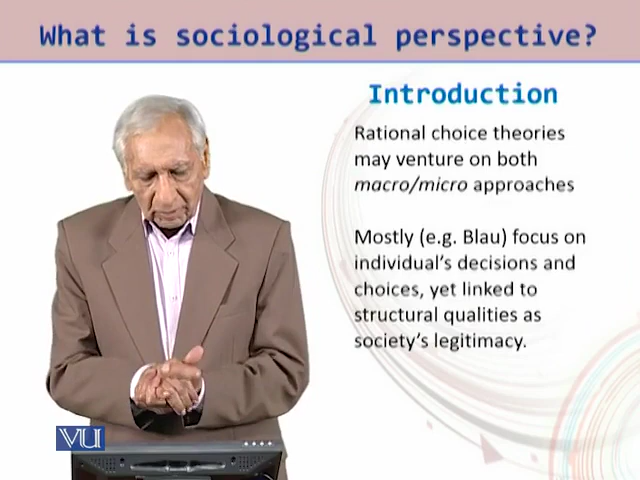 What is sociological perspective?
Introduction
Rational choice theories
may venture on both
macro/micro approaches
Mostly (e.g. Blau) focus on
individual's decisions and
choices, yet linked to
structural qualities as
society's legitimacy.
VU